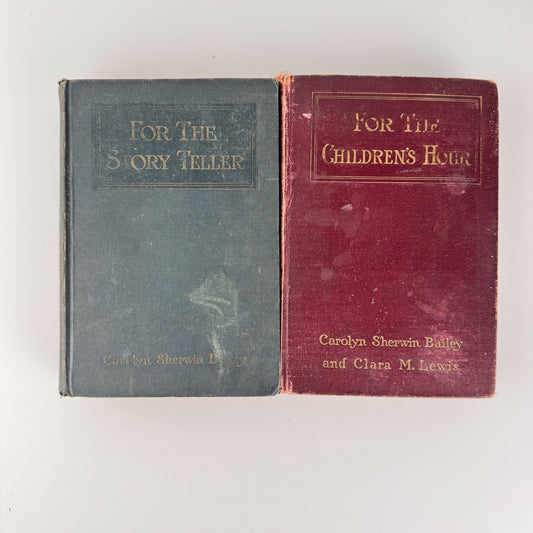 FOR THE
STORY TELLER
Carolyn Sherwin
FOR THE
CHILDREN'S HOUR
Carolyn Sherwin Bailey
and Clara M. Lewis